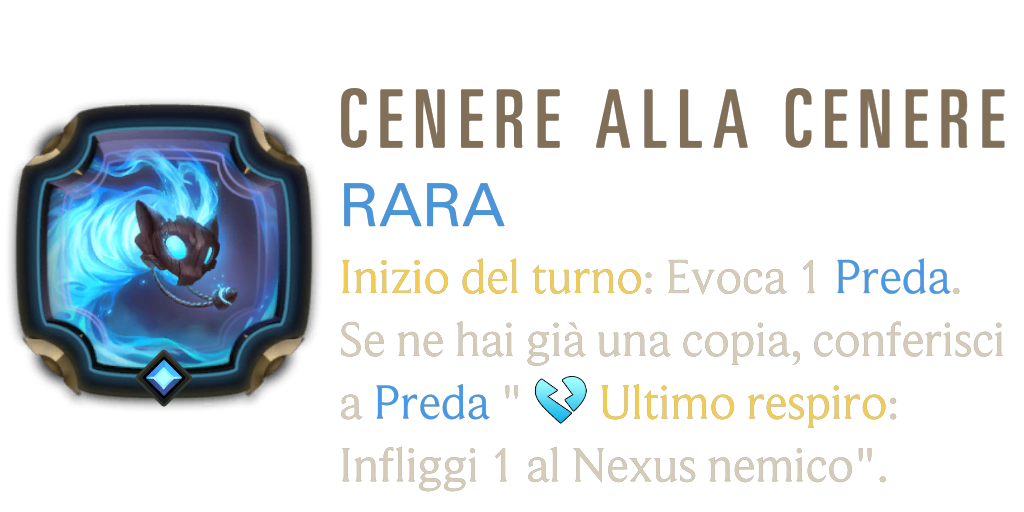 CENERE ALLA CENERE
RARA
Inizio del turno: Evoca 1 Preda.
Se ne hai già una copia, conferisci
a Preda " Ultimo respiro:
Infliggi 1 al Nexus nemico".